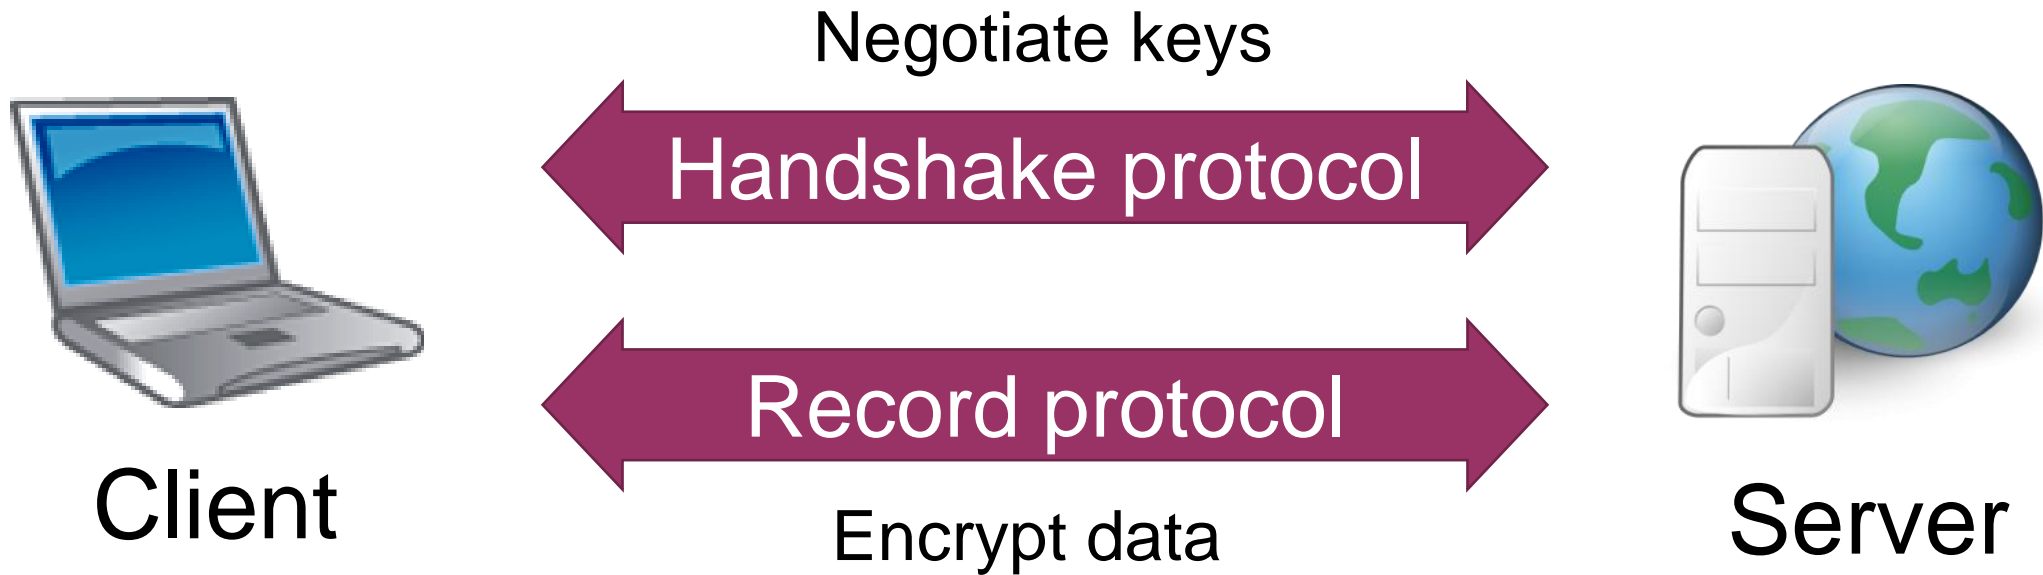 Negotiate keys
Handshake protocol
Record protocol
Encrypt data
Client
Server